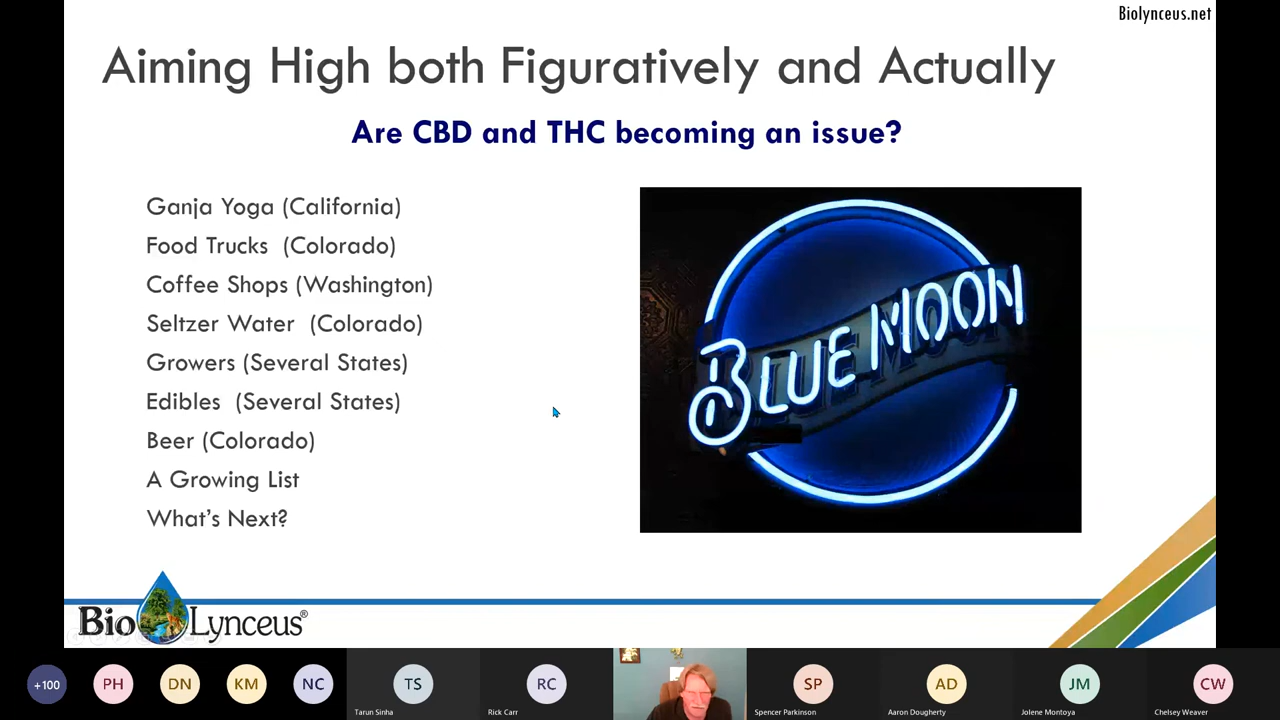 Biolynceus.net
Aiming High both Figuratively and Actually
Are CBD and THC becoming an issue?
Ganja Yoga (California)
Food Trucks (Colorado)
Coffee Shops (Washington)
Seltzer Water (Colorado)
Growers (Several States)
Edibles (Several States)
Beer (Colorado)
A Growing List
What's Next?
BLUE MOON
Bio Lynceus®
+100
PH
DN
KM
NC
TS
RC
SP
AD
JM
CW
Tarun Sinha
Rick Carr
Spencer Parkinson
Aaron Dougherty
Jolene Montoya
Chelsey Weaver